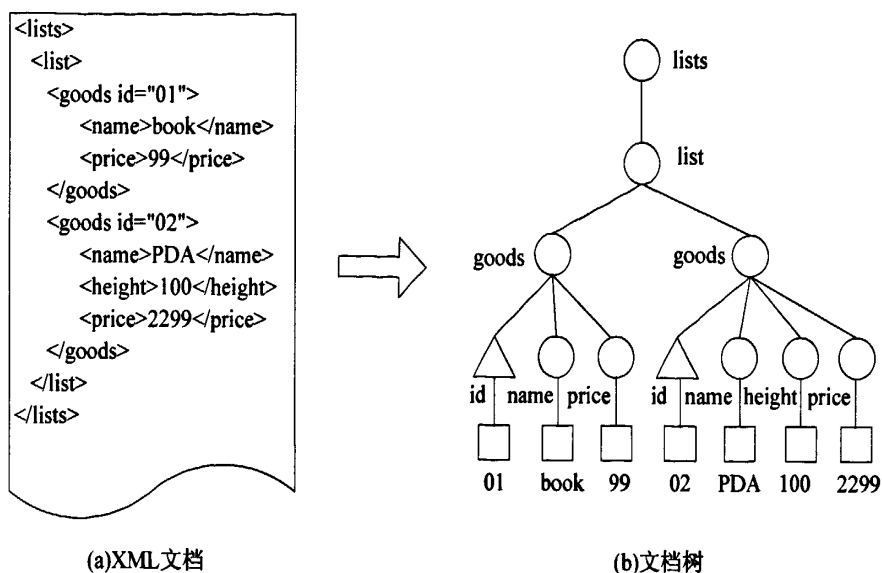 <lists>
<list>
<goods id="01">
<name>book</name>
<price>99</price>
</goods>
<goods id="02">
<name>PDA</name>
<height>100</height>
<price>2299</price>
</goods>
</list>
</lists>
(a)XML文档
lists
list
goods goods
id name price id name height price
01 book 99 02 PDA 100 2299
(b)文档树